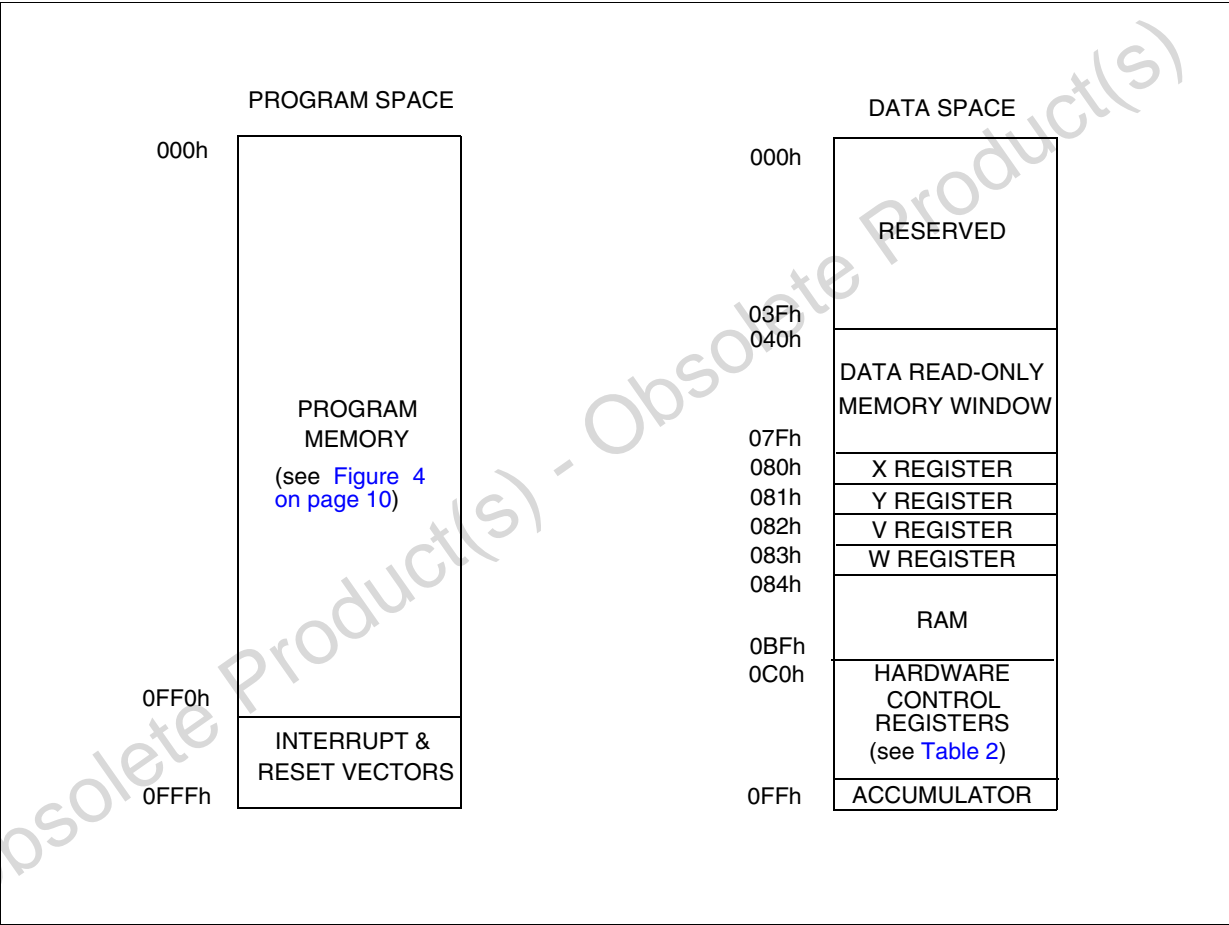 PROGRAM SPACE
000h
PROGRAM
MEMORY
(see Figure 4
on page 10)
0FF0h
INTERRUPT &
RESET VECTORS
0FFFh
DATA SPACE
000h
RESERVED
03Fh
040h
DATA READ-ONLY
MEMORY WINDOW
07Fh
080h X REGISTER
081h Y REGISTER
082h V REGISTER
083h W REGISTER
084h
RAM
0BFh
0C0h HARDWARE
CONTROL
REGISTERS
(see Table 2)
0FFh ACCUMULATOR
Obsolete Product(s) - Obsolete Product(s)